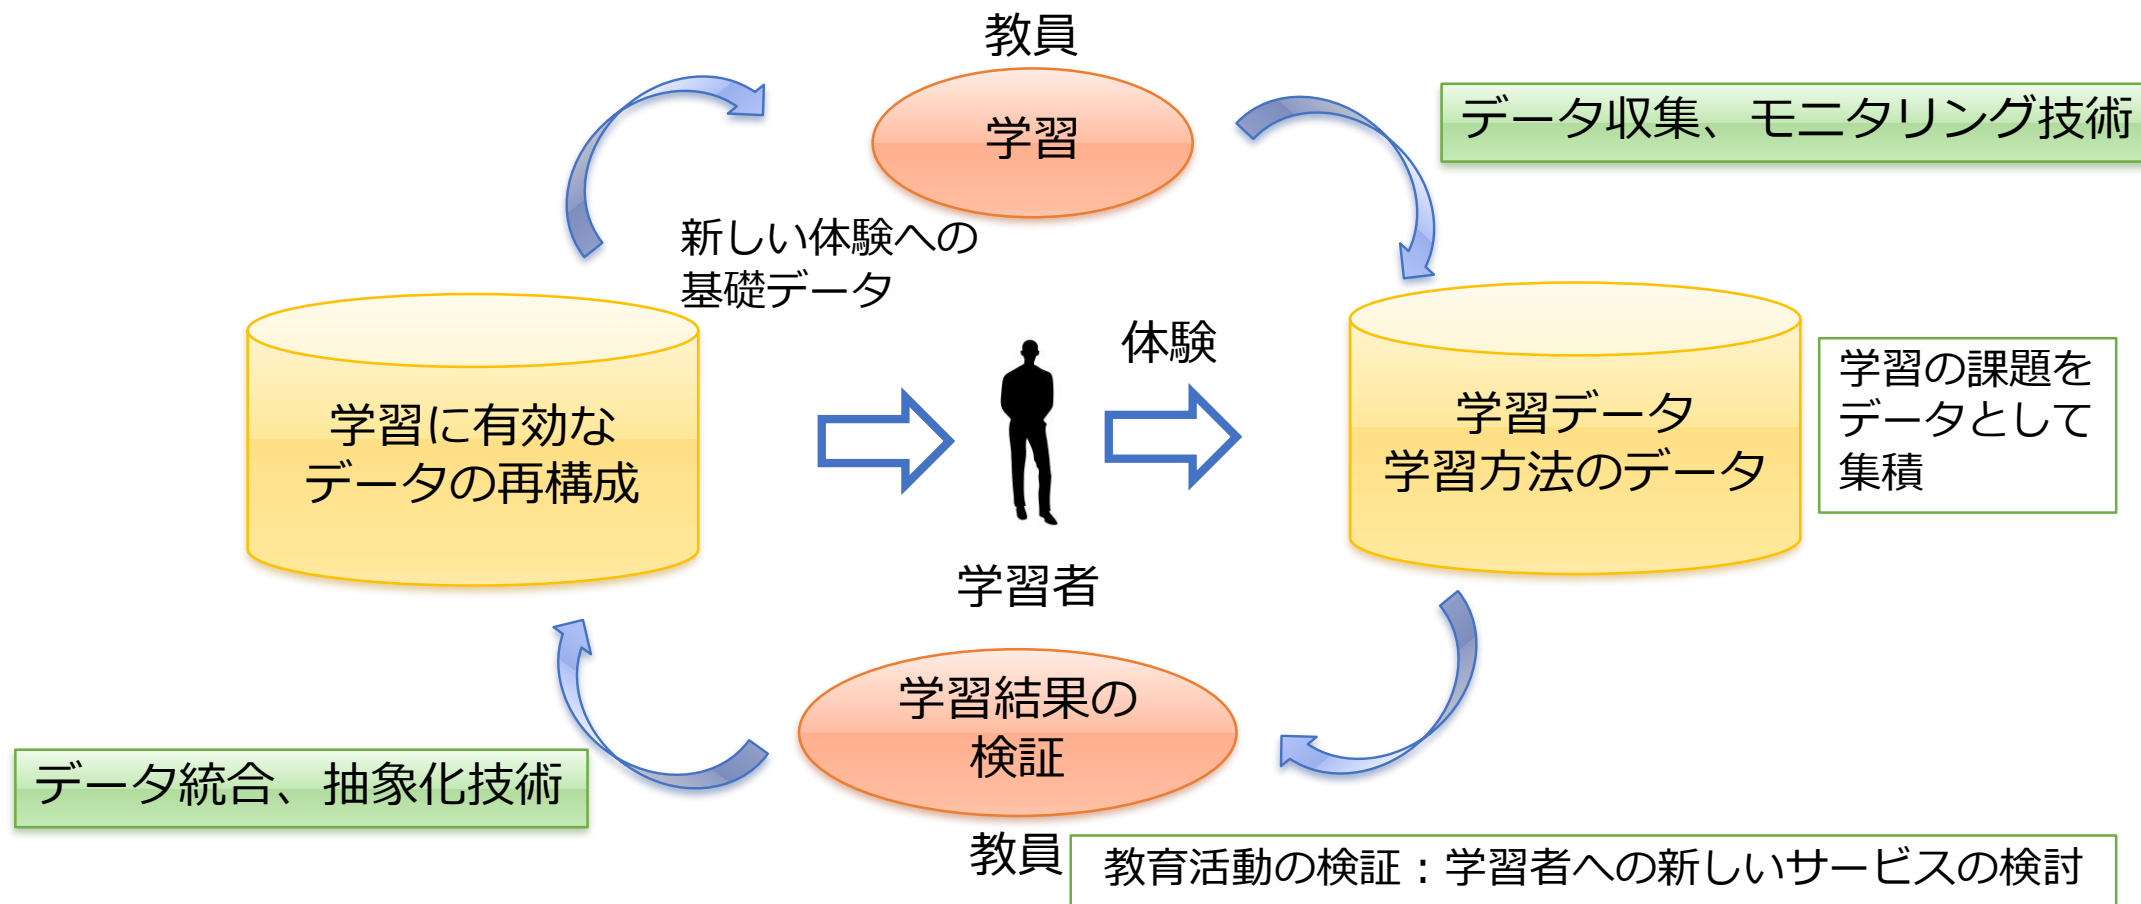 教員
学習
データ収集、モニタリング技術
新しい体験への
基礎データ
体験
学習に有効な
データの再構成
学習データ
学習方法のデータ
学習の課題を
データとして
集積
学習者
学習結果の
検証
データ統合、抽象化技術
教員
教育活動の検証：学習者への新しいサービスの検討